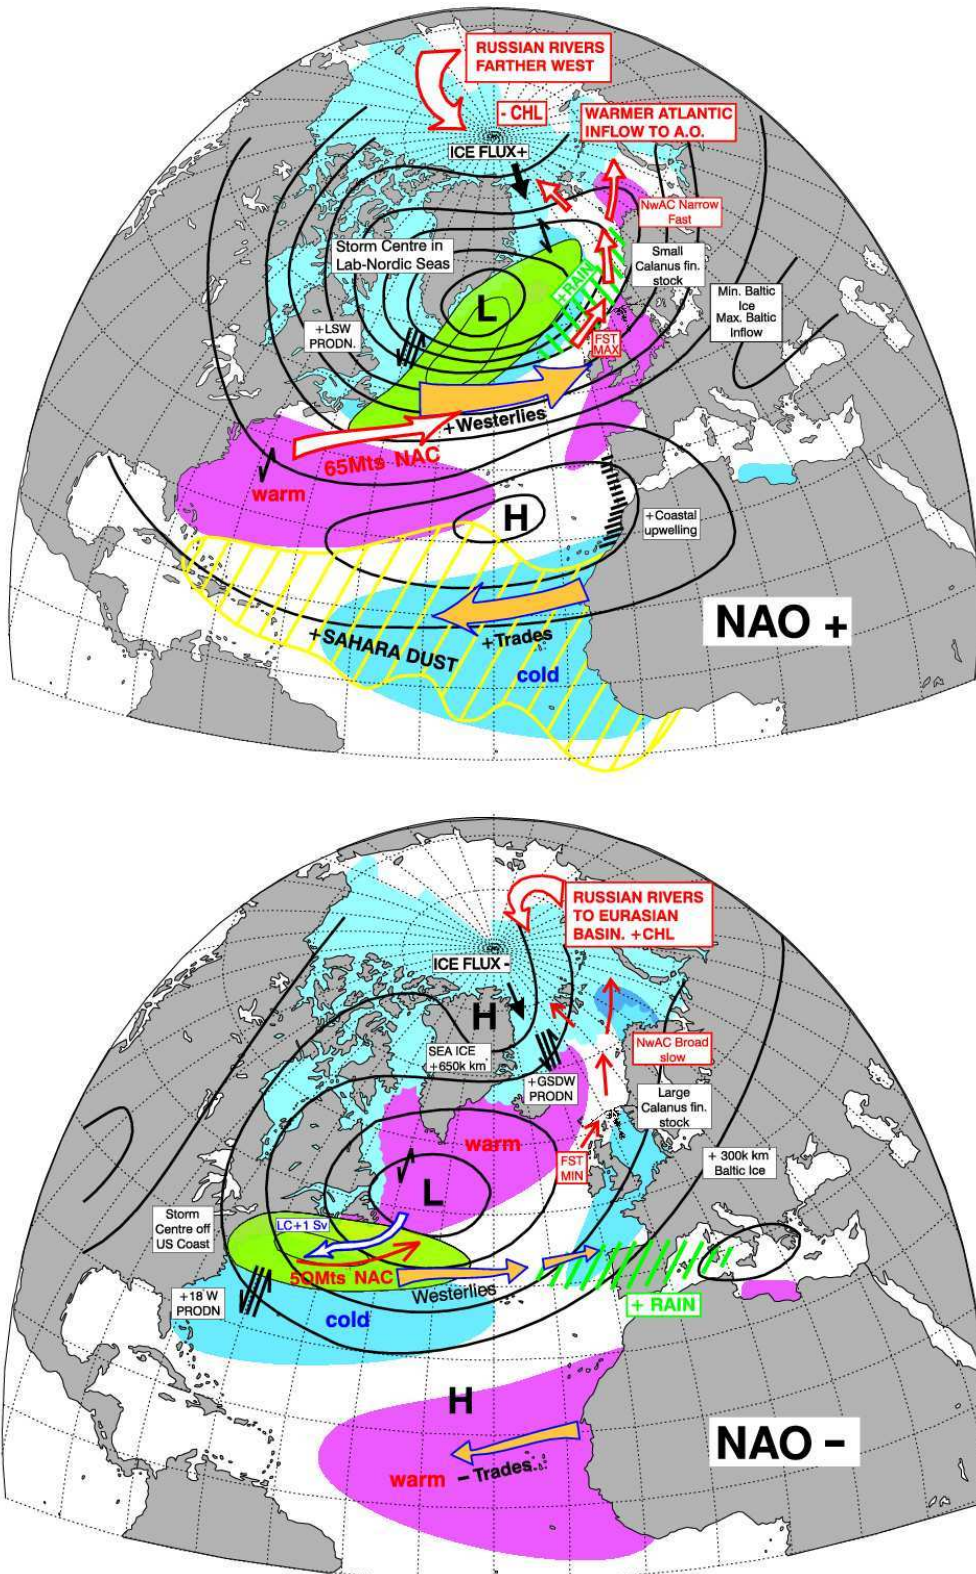 RUSSIAN RIVERS
FARTHER WEST
- CHL
WARMER ATLANTIC
INFLOW TO A.O.
ICE FLUX+
NwAC Narrow
Fast
Storm Centre in
Lab-Nordic Seas
Small
Calanus fin.
stock
+RAIN
L
Min. Baltic
Ice
Max. Baltic
Inflow
+LSW
PRODN.
FST
MAX
+Westerlies
65Mts NAC
warm
H
+Coastal
upwelling
NAO +
+SAHARA DUST
+Trades
cold
RUSSIAN RIVERS
TO EURASIAN
BASIN. +CHL
ICE FLUX -
H
NwAC Broad
slow
SEA ICE
+650k km
+GSDW
PRODN
Large
Calanus fin.
stock
warm
FST
MIN
+ 300k km
Baltic Ice
L
Storm
Centre off
US Coast
LC+1 Sv
50Mts NAC
Westerlies
+18 W
PRODN
+ RAIN
cold
H
NAO -
warm
- Trades.